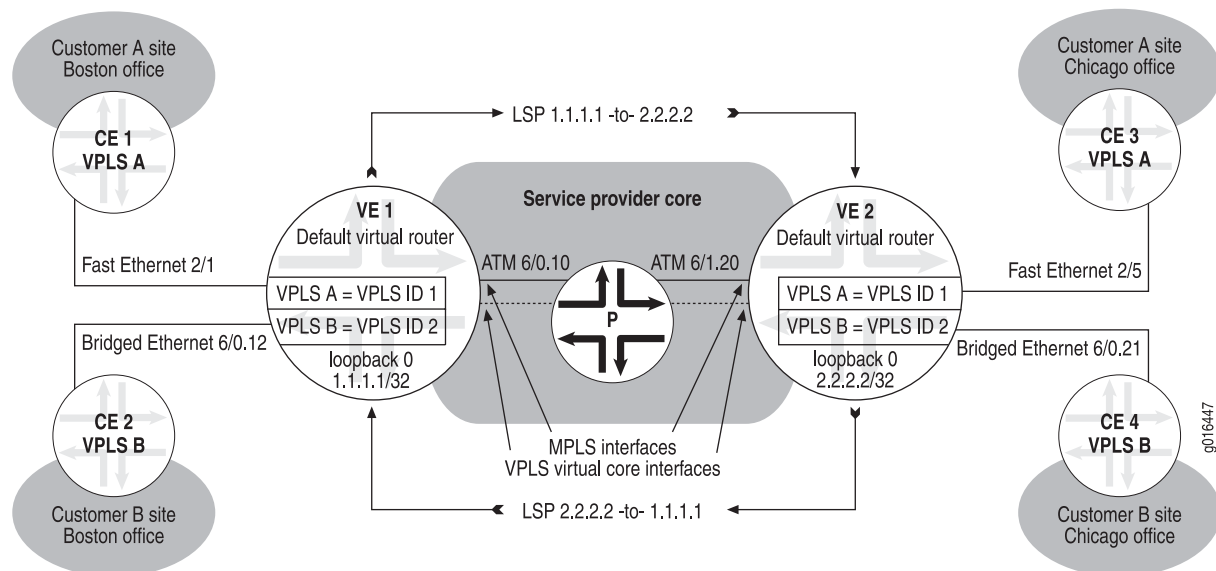 Customer A site
Boston office
CE 1
VPLS A
Fast Ethernet 2/1
Bridged Ethernet 6/0.12
CE 2
VPLS B
Customer B site
Boston office
LSP 1.1.1.1 -to- 2.2.2.2
VE 1
Default virtual router
VPLS A = VPLS ID 1
VPLS B = VPLS ID 2
loopback 0
1.1.1.1/32
Service provider core
ATM 6/0.10
ATM 6/1.20
P
MPLS interfaces
VPLS virtual core interfaces
LSP 2.2.2.2 -to- 1.1.1.1
VE 2
Default virtual router
VPLS A = VPLS ID 1
VPLS B = VPLS ID 2
loopback 0
2.2.2.2/32
Customer A site
Chicago office
CE 3
VPLS A
Fast Ethernet 2/5
Bridged Ethernet 6/0.21
CE 4
VPLS B
Customer B site
Chicago office
g016447